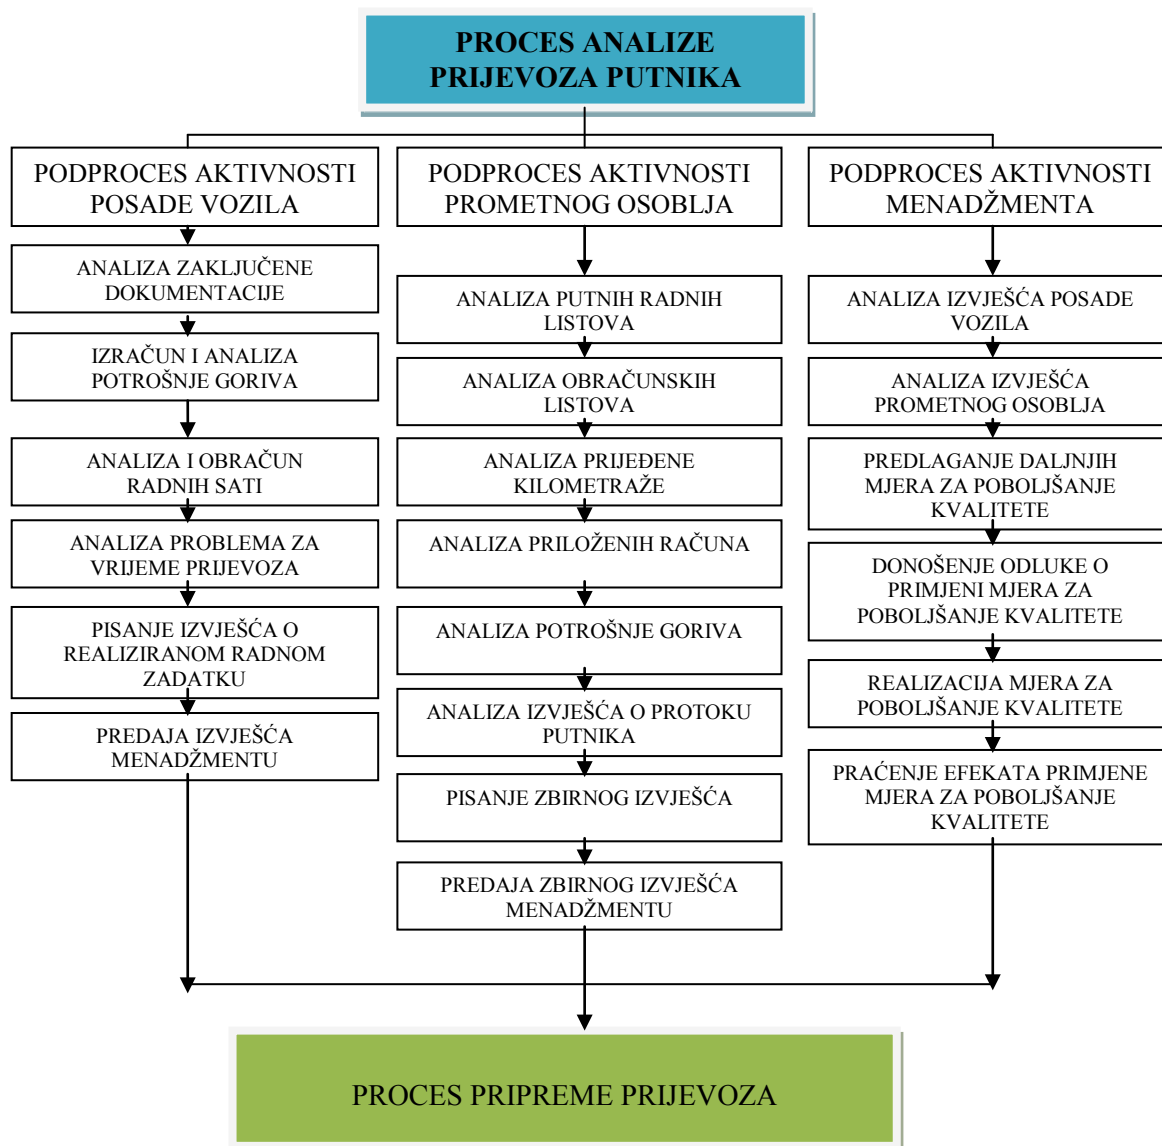 PROCES ANALIZE
PRIJEVOZA PUTNIKA
PODPROCES AKTIVNOSTI
POSADE VOZILA
ANALIZA ZAKLJUČENE
DOKUMENTACIJE
IZRAČUN I ANALIZA
POTROŠNJE GORIVA
ANALIZA I OBRAČUN
RADNIH SATI
ANALIZA PROBLEMA ZA
VRIJEME PRIJEVOZA
PISANJE IZVJEŠĆA O
REALIZIRANOM RADNOM
ZADATKU
PREDAJA IZVJEŠĆA
MENADŽMENTU
PODPROCES AKTIVNOSTI
PROMETNOG OSOBLJA
ANALIZA PUTNIH RADNIH
LISTOVA
ANALIZA OBRAČUNSKIH
LISTOVA
ANALIZA PRIJEĐENE
KILOMETRAŽE
ANALIZA PRILOŽENIH RAČUNA
ANALIZA POTROŠNJE GORIVA
ANALIZA IZVJEŠĆA O PROTOKU
PUTNIKA
PISANJE ZBIRNOG IZVJEŠĆA
PREDAJA ZBIRNOG IZVJEŠĆA
MENADŽMENTU
PODPROCES AKTIVNOSTI
MENADŽMENTA
ANALIZA IZVJEŠĆA POSADE
VOZILA
ANALIZA IZVJEŠĆA
PROMETNOG OSOBLJA
PREDLAGANJE DALJNJIH
MJERA ZA POBOLJŠANJE
KVALITETE
DONOŠENJE ODLUKE O
PRIMJENI MJERA ZA
POBOLJŠANJE KVALITETE
REALIZACIJA MJERA ZA
POBOLJŠANJE KVALITETE
PRAĆENJE EFEKATA PRIMJENE
MJERA ZA POBOLJŠANJE
KVALITETE
PROCES PRIPREME PRIJEVOZA